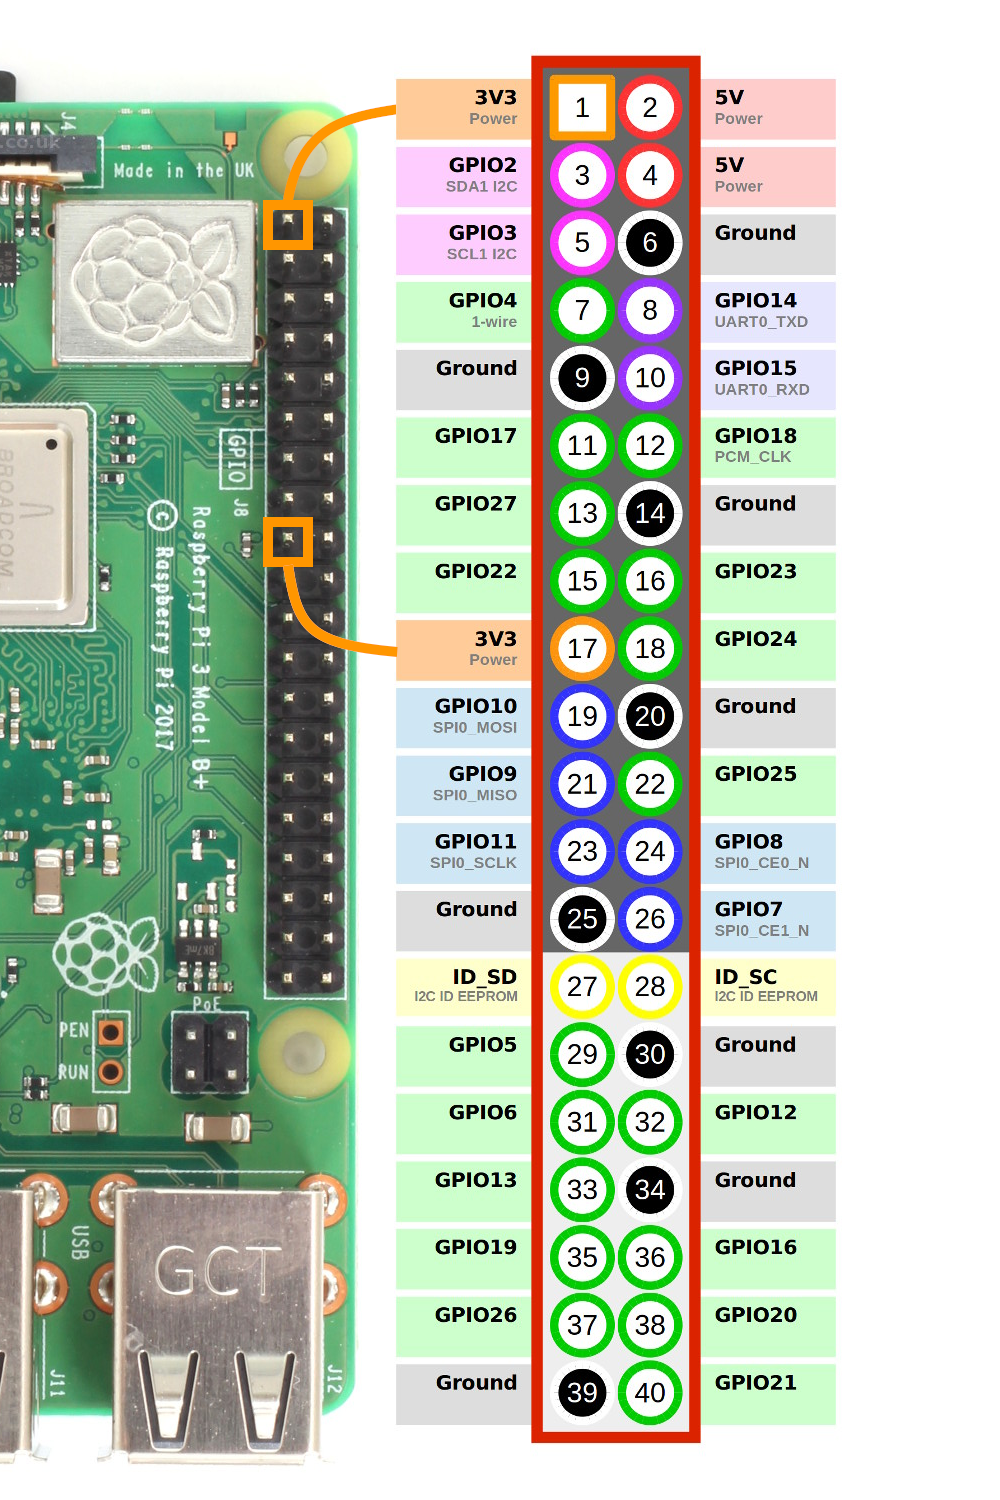 J4
co.uk
Made in the UK
GPIO
J8
BROADCOM
Raspberry Pi 3 Model B+
© Raspberry Pi 2017
PoE
PEN
RUN
USB
GCT
J11
J12
3V3
Power
1
2
5V
Power
GPIO2
SDA1 I2C
3
4
5V
Power
GPIO3
SCL1 I2C
5
6
Ground
GPIO4
1-wire
7
8
GPIO14
UART0_TXD
Ground
9
10
GPIO15
UART0_RXD
GPIO17
11
12
GPIO18
PCM_CLK
GPIO27
13
14
Ground
GPIO22
15
16
GPIO23
3V3
Power
17
18
GPIO24
GPIO10
SPI0_MOSI
19
20
Ground
GPIO9
SPI0_MISO
21
22
GPIO25
GPIO11
SPI0_SCLK
23
24
GPIO8
SPI0_CE0_N
Ground
25
26
GPIO7
SPI0_CE1_N
ID_SD
I2C ID EEPROM
27
28
ID_SC
I2C ID EEPROM
GPIO5
29
30
Ground
GPIO6
31
32
GPIO12
GPIO13
33
34
Ground
GPIO19
35
36
GPIO16
GPIO26
37
38
GPIO20
Ground
39
40
GPIO21